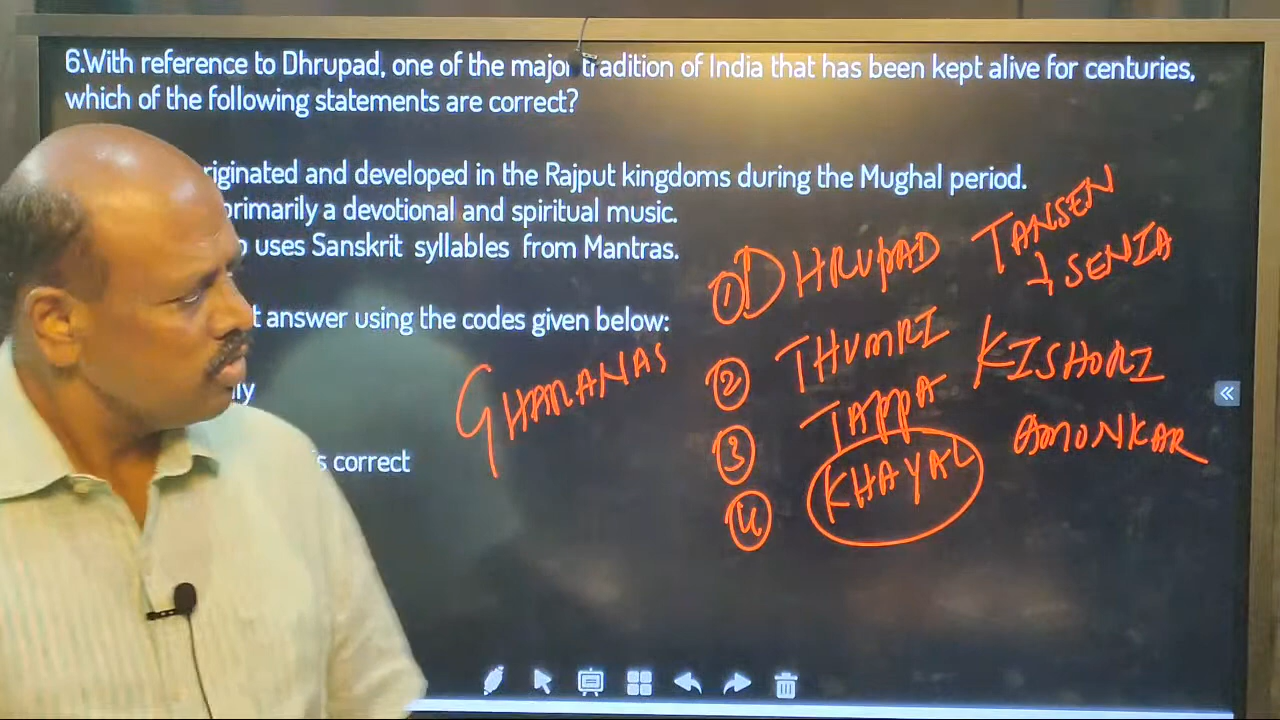 6.With reference to Dhrupad, one of the major tradition of India that has been kept alive for centuries,
which of the following statements are correct?
riginated and developed in the Rajput kingdoms during the Mughal period.
primarily a devotional and spiritual music.
p uses Sanskrit syllables from Mantras.
t answer using the codes given below:
ly
s correct
GHARANAS
① DHRUPAD TANSEN
↓ SENIA
② THUMRI KISHORI
③ TAPPA AMONKAR
④ KHAYAL
«